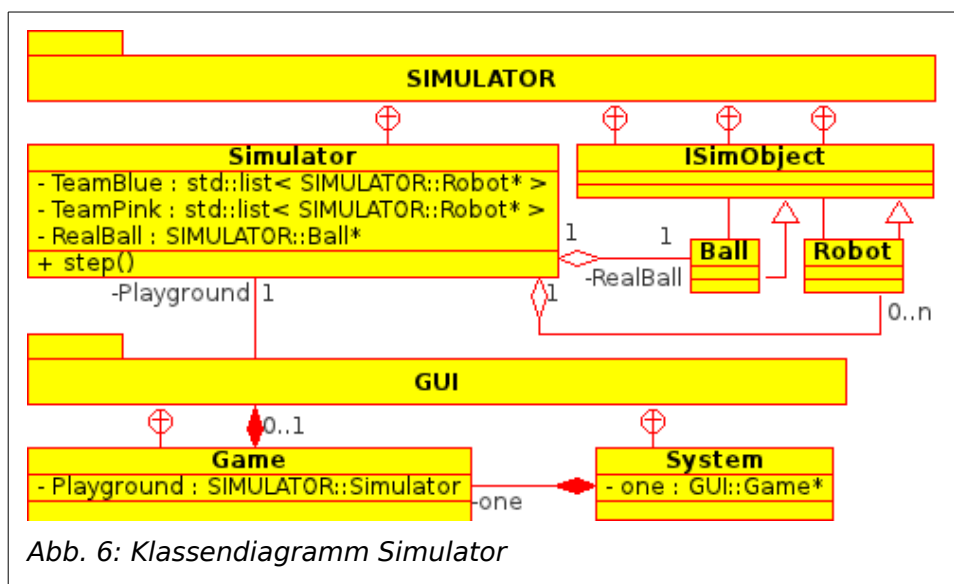 SIMULATOR
Simulator
- TeamBlue : std::list< SIMULATOR::Robot* >
- TeamPink : std::list< SIMULATOR::Robot* >
- RealBall : SIMULATOR::Ball*
+ step()
ISimObject
1
1
-RealBall
Ball
Robot
1
0..n
-Playground
1
GUI
0..1
Game
- Playground : SIMULATOR::Simulator
-one
System
- one : GUI::Game*
Abb. 6: Klassendiagramm Simulator